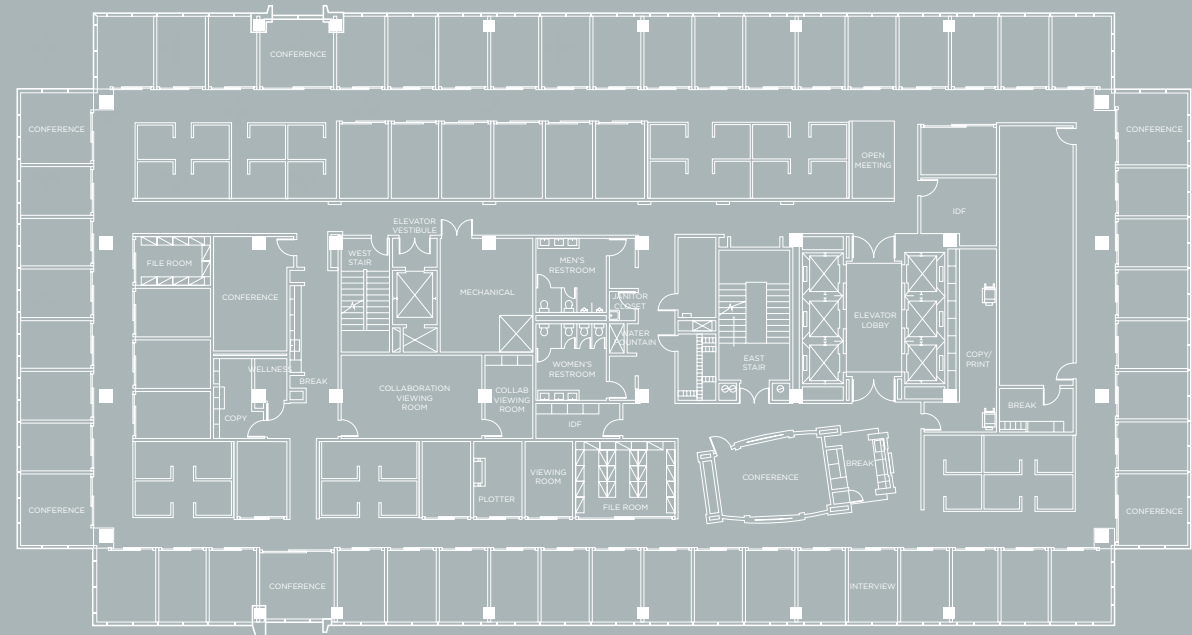 CONFERENCE
CONFERENCE
CONFERENCE
OPEN
MEETING
IDF
ELEVATOR
VESTIBULE
WEST
STAIR
FILE ROOM
MEN'S
RESTROOM
CONFERENCE
MECHANICAL
JANITOR
CLOSET
ELEVATOR
LOBBY
WATER
FOUNTAIN
EAST
STAIR
COPY/
PRINT
WELLNESS
BREAK
COLLABORATION
VIEWING
ROOM
COLLAB
VIEWING
ROOM
WOMEN'S
RESTROOM
BREAK
COPY
IDF
CONFERENCE
BREAK
VIEWING
ROOM
PLOTTER
FILE ROOM
CONFERENCE
CONFERENCE
CONFERENCE
INTERVIEW